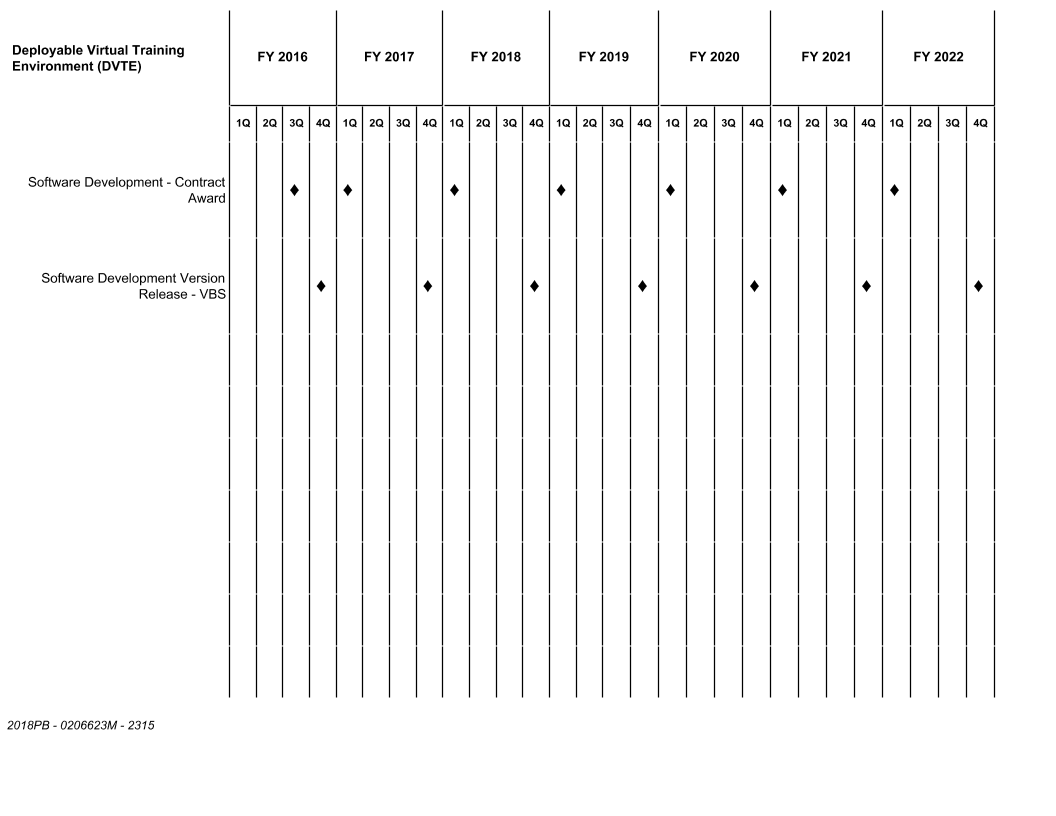 Deployable Virtual Training
Environment (DVTE)
FY 2016 FY 2017 FY 2018 FY 2019 FY 2020 FY 2021 FY 2022
1Q 2Q 3Q 4Q 1Q 2Q 3Q 4Q 1Q 2Q 3Q 4Q 1Q 2Q 3Q 4Q 1Q 2Q 3Q 4Q 1Q 2Q 3Q 4Q 1Q 2Q 3Q 4Q
Software Development - Contract
Award
Software Development Version
Release - VBS
2018PB - 0206623M - 2315